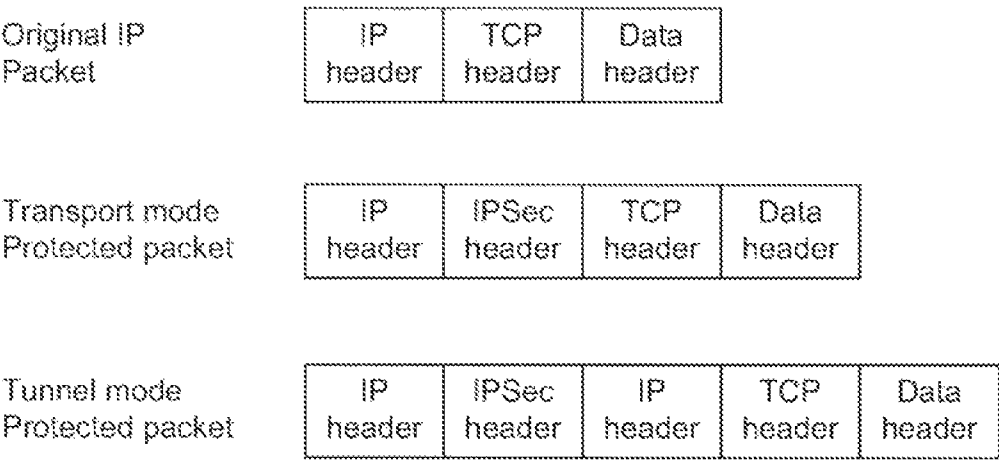 Original IP
Packet
IP header
TCP header
Data header
Transport mode
Protected packet
IP header
IPSec header
TCP header
Data header
Tunnel mode
Protected packet
IP header
IPSec header
IP header
TCP header
Data header